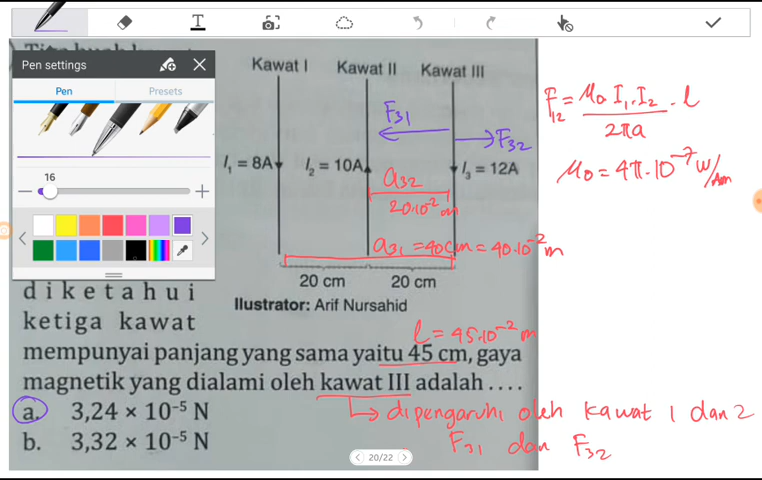 Pen settings
Pen
Presets
16
Kawat I Kawat II Kawat III
F31
F32
I₁ = 8A I₂ = 10A I₃ = 12A
a32
20·10⁻² m
a31 = 40cm = 40·10⁻² m
20 cm 20 cm
F12 = μ0 I1. I2 . l
2πa
μ0 = 4π·10⁻⁷ w/Am
diketahui
Ilustrator: Arif Nursahid
ketiga kawat
l = 45·10⁻² m
mempunyai panjang yang sama yaitu 45 cm, gaya
magnetik yang dialami oleh kawat III adalah . . . .
a. 3,24 × 10⁻⁵ N
↳ dipengaruhi oleh kawat 1 dan 2
b. 3,32 × 10⁻⁵ N
F31 dan F32
20/22